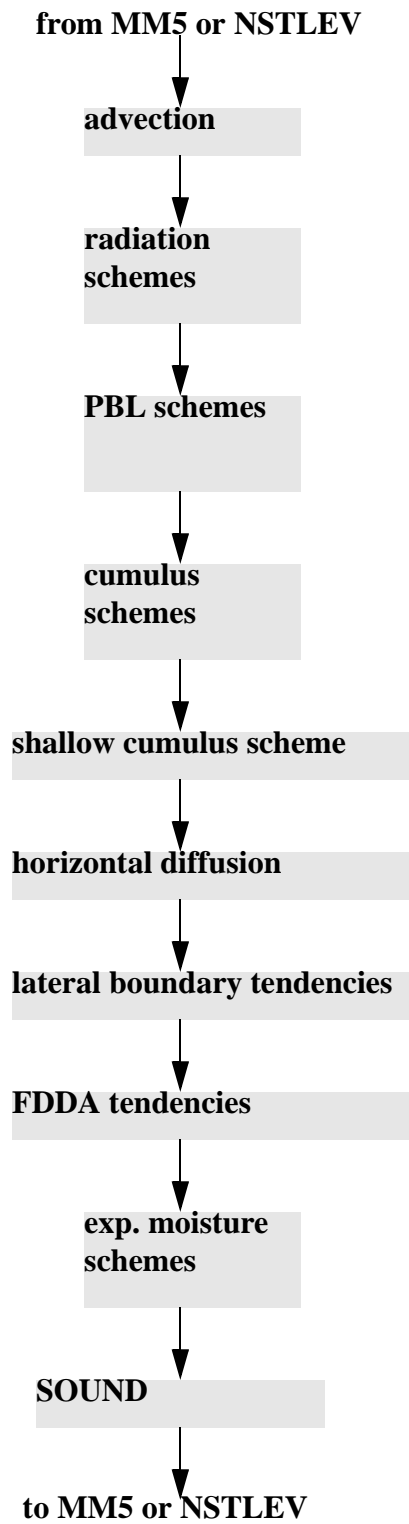 from MM5 or NSTLEV
advection
radiation
schemes
PBL schemes
cumulus
schemes
shallow cumulus scheme
horizontal diffusion
lateral boundary tendencies
FDDA tendencies
exp. moisture
schemes
SOUND
to MM5 or NSTLEV